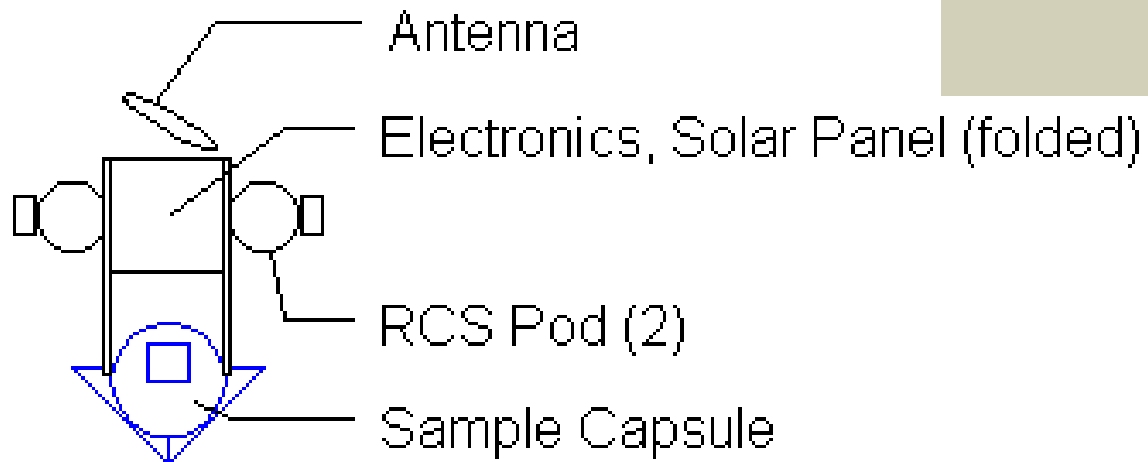 Antenna
Electronics, Solar Panel (folded)
RCS Pod (2)
Sample Capsule